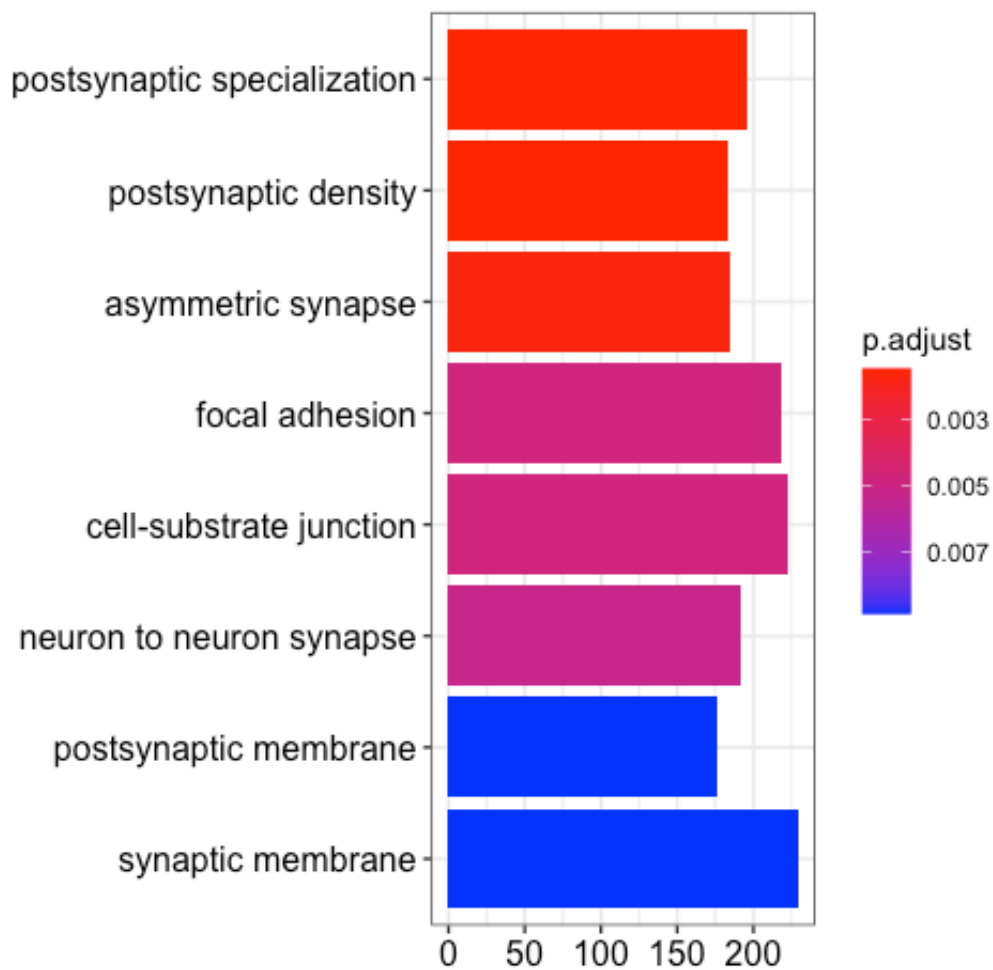 postsynaptic specialization
postsynaptic density
asymmetric synapse
focal adhesion
cell-substrate junction
neuron to neuron synapse
postsynaptic membrane
synaptic membrane
0 50 100 150 200
p.adjust
0.003
0.005
0.007